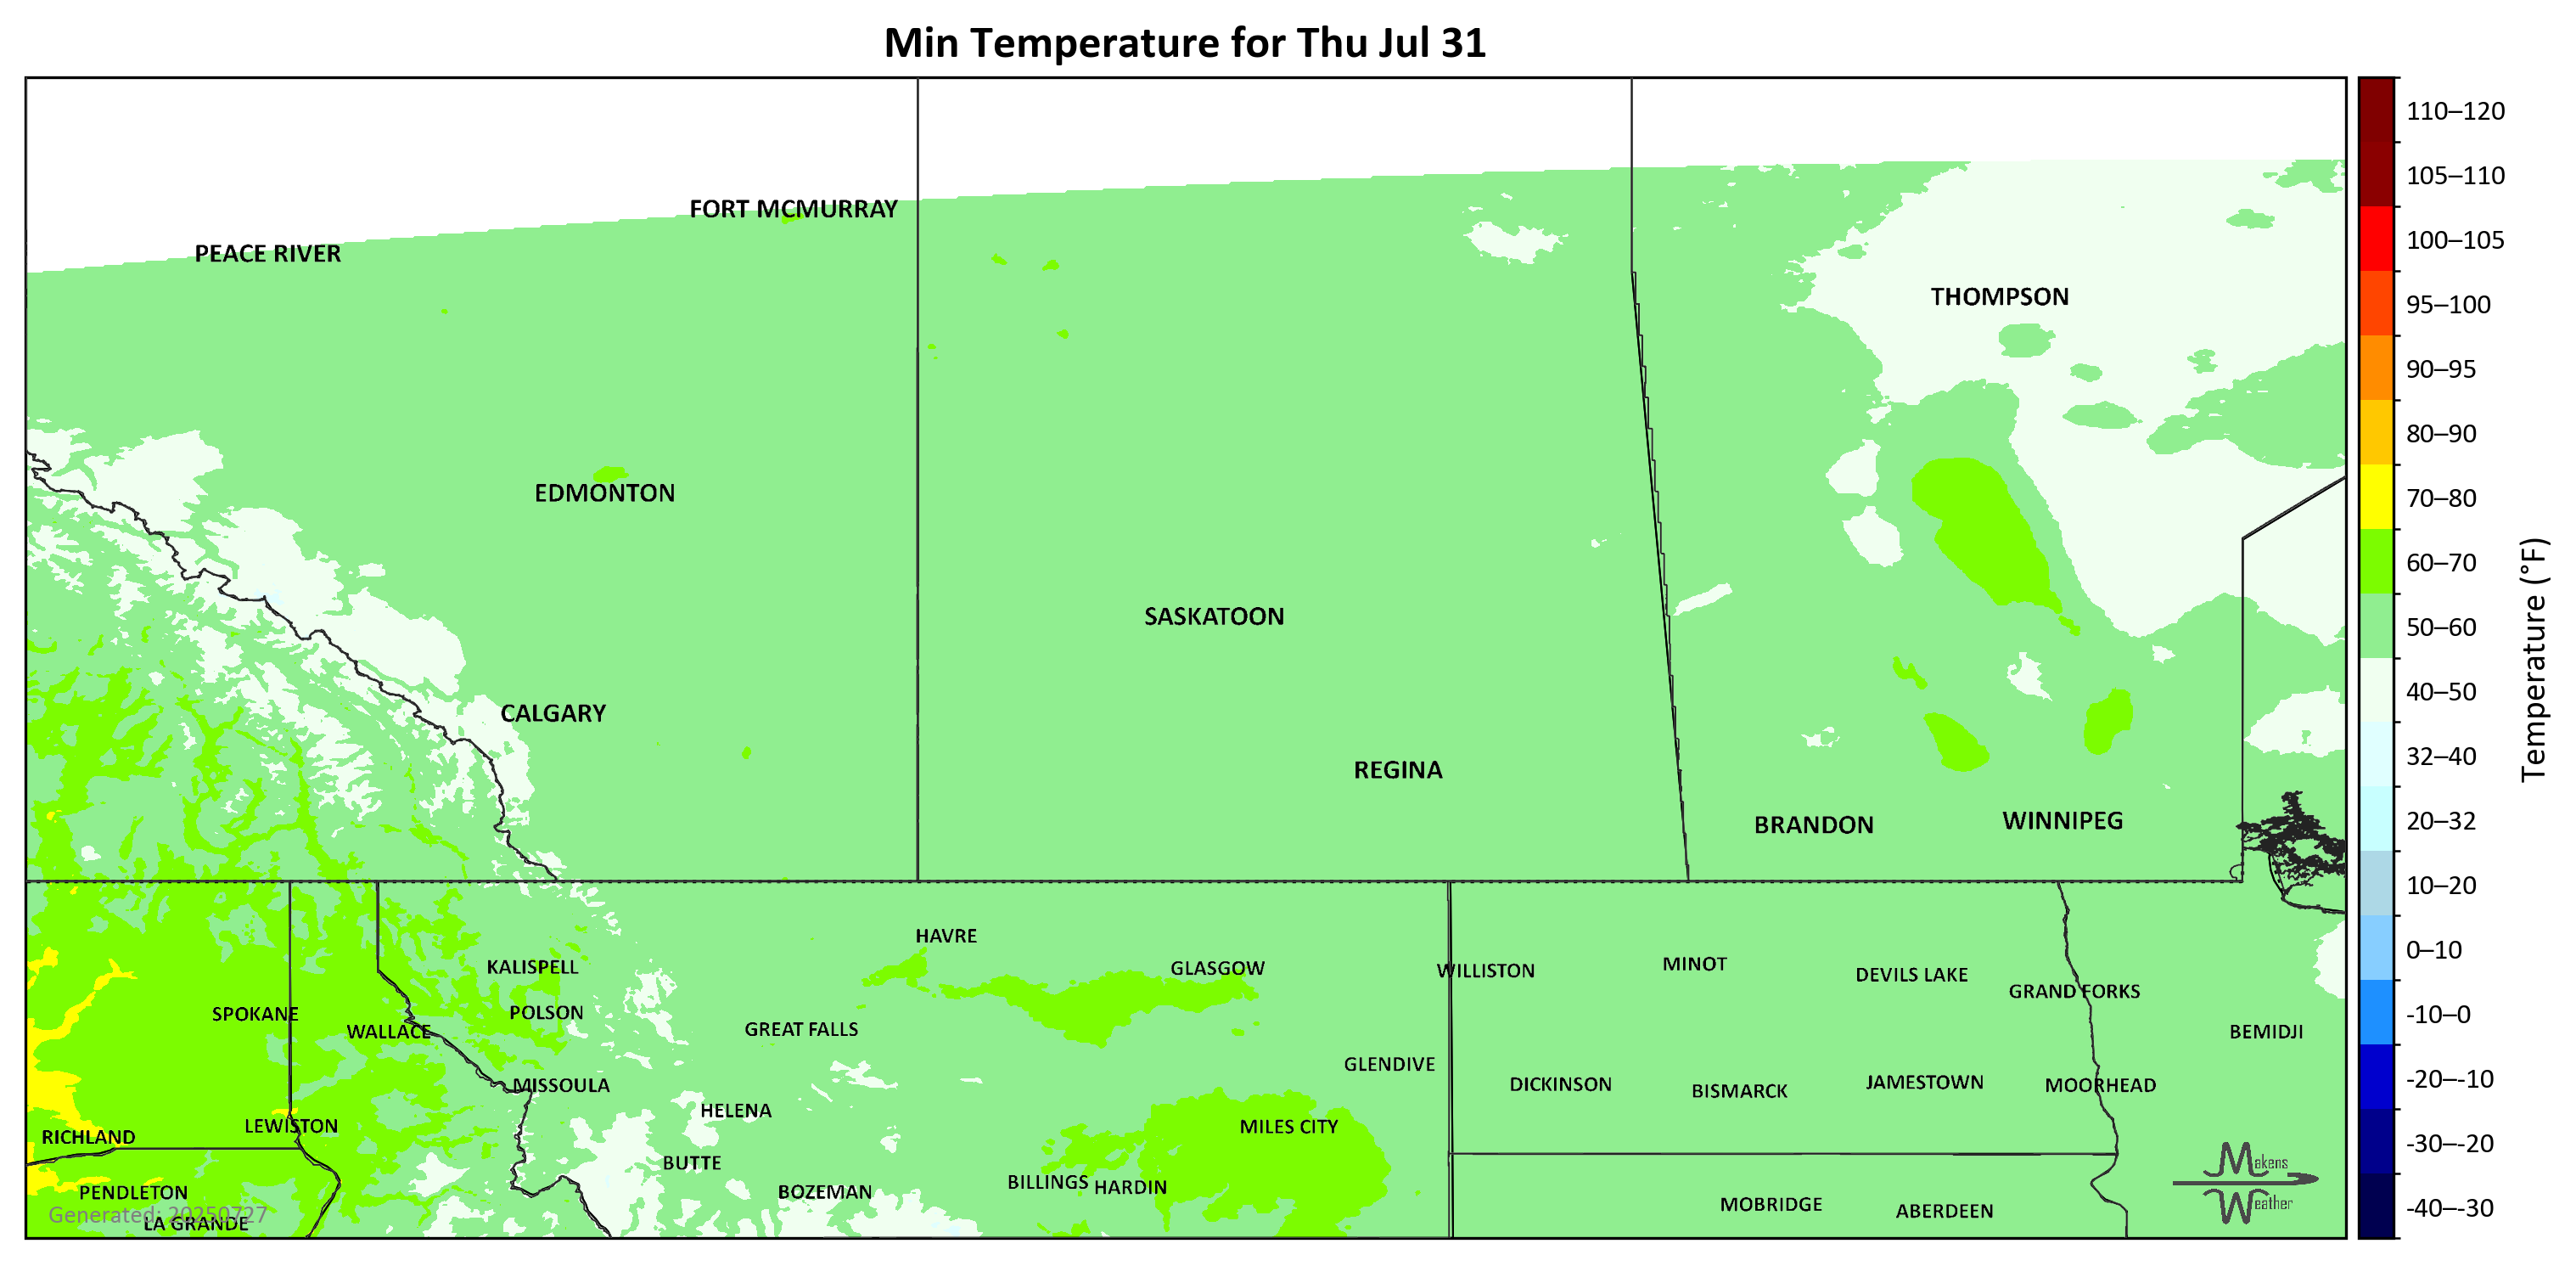 Min Temperature for Thu Jul 31
FORT MCMURRAY
PEACE RIVER
THOMPSON
EDMONTON
SASKATOON
CALGARY
REGINA
BRANDON
WINNIPEG
HAVRE
KALISPELL
GLASGOW
WILLISTON
MINOT
DEVILS LAKE
GRAND FORKS
SPOKANE
POLSON
WALLACE
GREAT FALLS
BEMIDJI
GLENDIVE
MISSOULA
DICKINSON
BISMARCK
JAMESTOWN
MOORHEAD
HELENA
LEWISTON
MILES CITY
RICHLAND
BUTTE
BILLINGS
HARDIN
PENDLETON
BOZEMAN
MOBRIDGE
ABERDEEN
Generated: 20250727
LA GRANDE
Makens
Weather
110–120
105–110
100–105
95–100
90–95
80–90
70–80
60–70
50–60
40–50
32–40
20–32
10–20
0–10
-10–0
-20–-10
-30–-20
-40–-30
Temperature (°F)